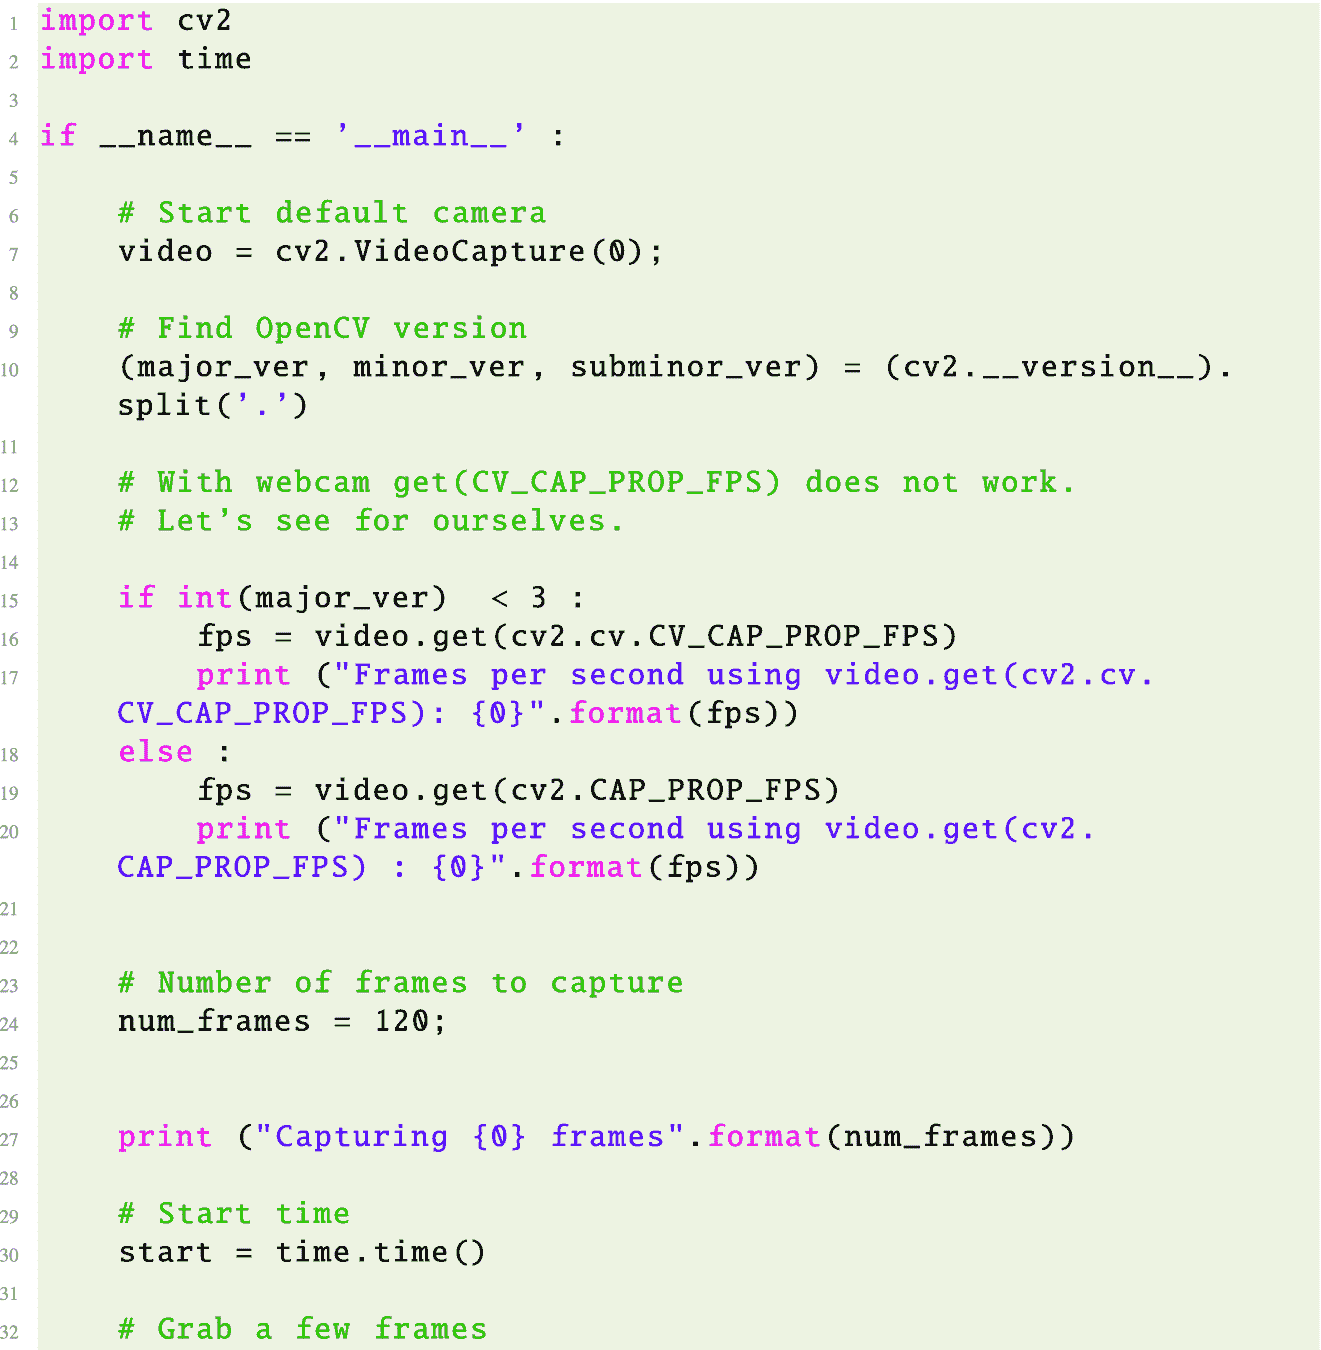 1 import cv2
2 import time
3
4 if __name__ == '__main__' :
5
6     # Start default camera
7     video = cv2.VideoCapture(0);
8
9     # Find OpenCV version
10     (major_ver, minor_ver, subminor_ver) = (cv2.__version__).
    split('.')
11
12     # With webcam get(CV_CAP_PROP_FPS) does not work.
13     # Let's see for ourselves.
14
15     if int(major_ver)  < 3 :
16         fps = video.get(cv2.cv.CV_CAP_PROP_FPS)
17         print ("Frames per second using video.get(cv2.cv.
    CV_CAP_PROP_FPS): {0}".format(fps))
18     else :
19         fps = video.get(cv2.CAP_PROP_FPS)
20         print ("Frames per second using video.get(cv2.
    CAP_PROP_FPS) : {0}".format(fps))
21
22
23     # Number of frames to capture
24     num_frames = 120;
25
26
27     print ("Capturing {0} frames".format(num_frames))
28
29     # Start time
30     start = time.time()
31
32     # Grab a few frames